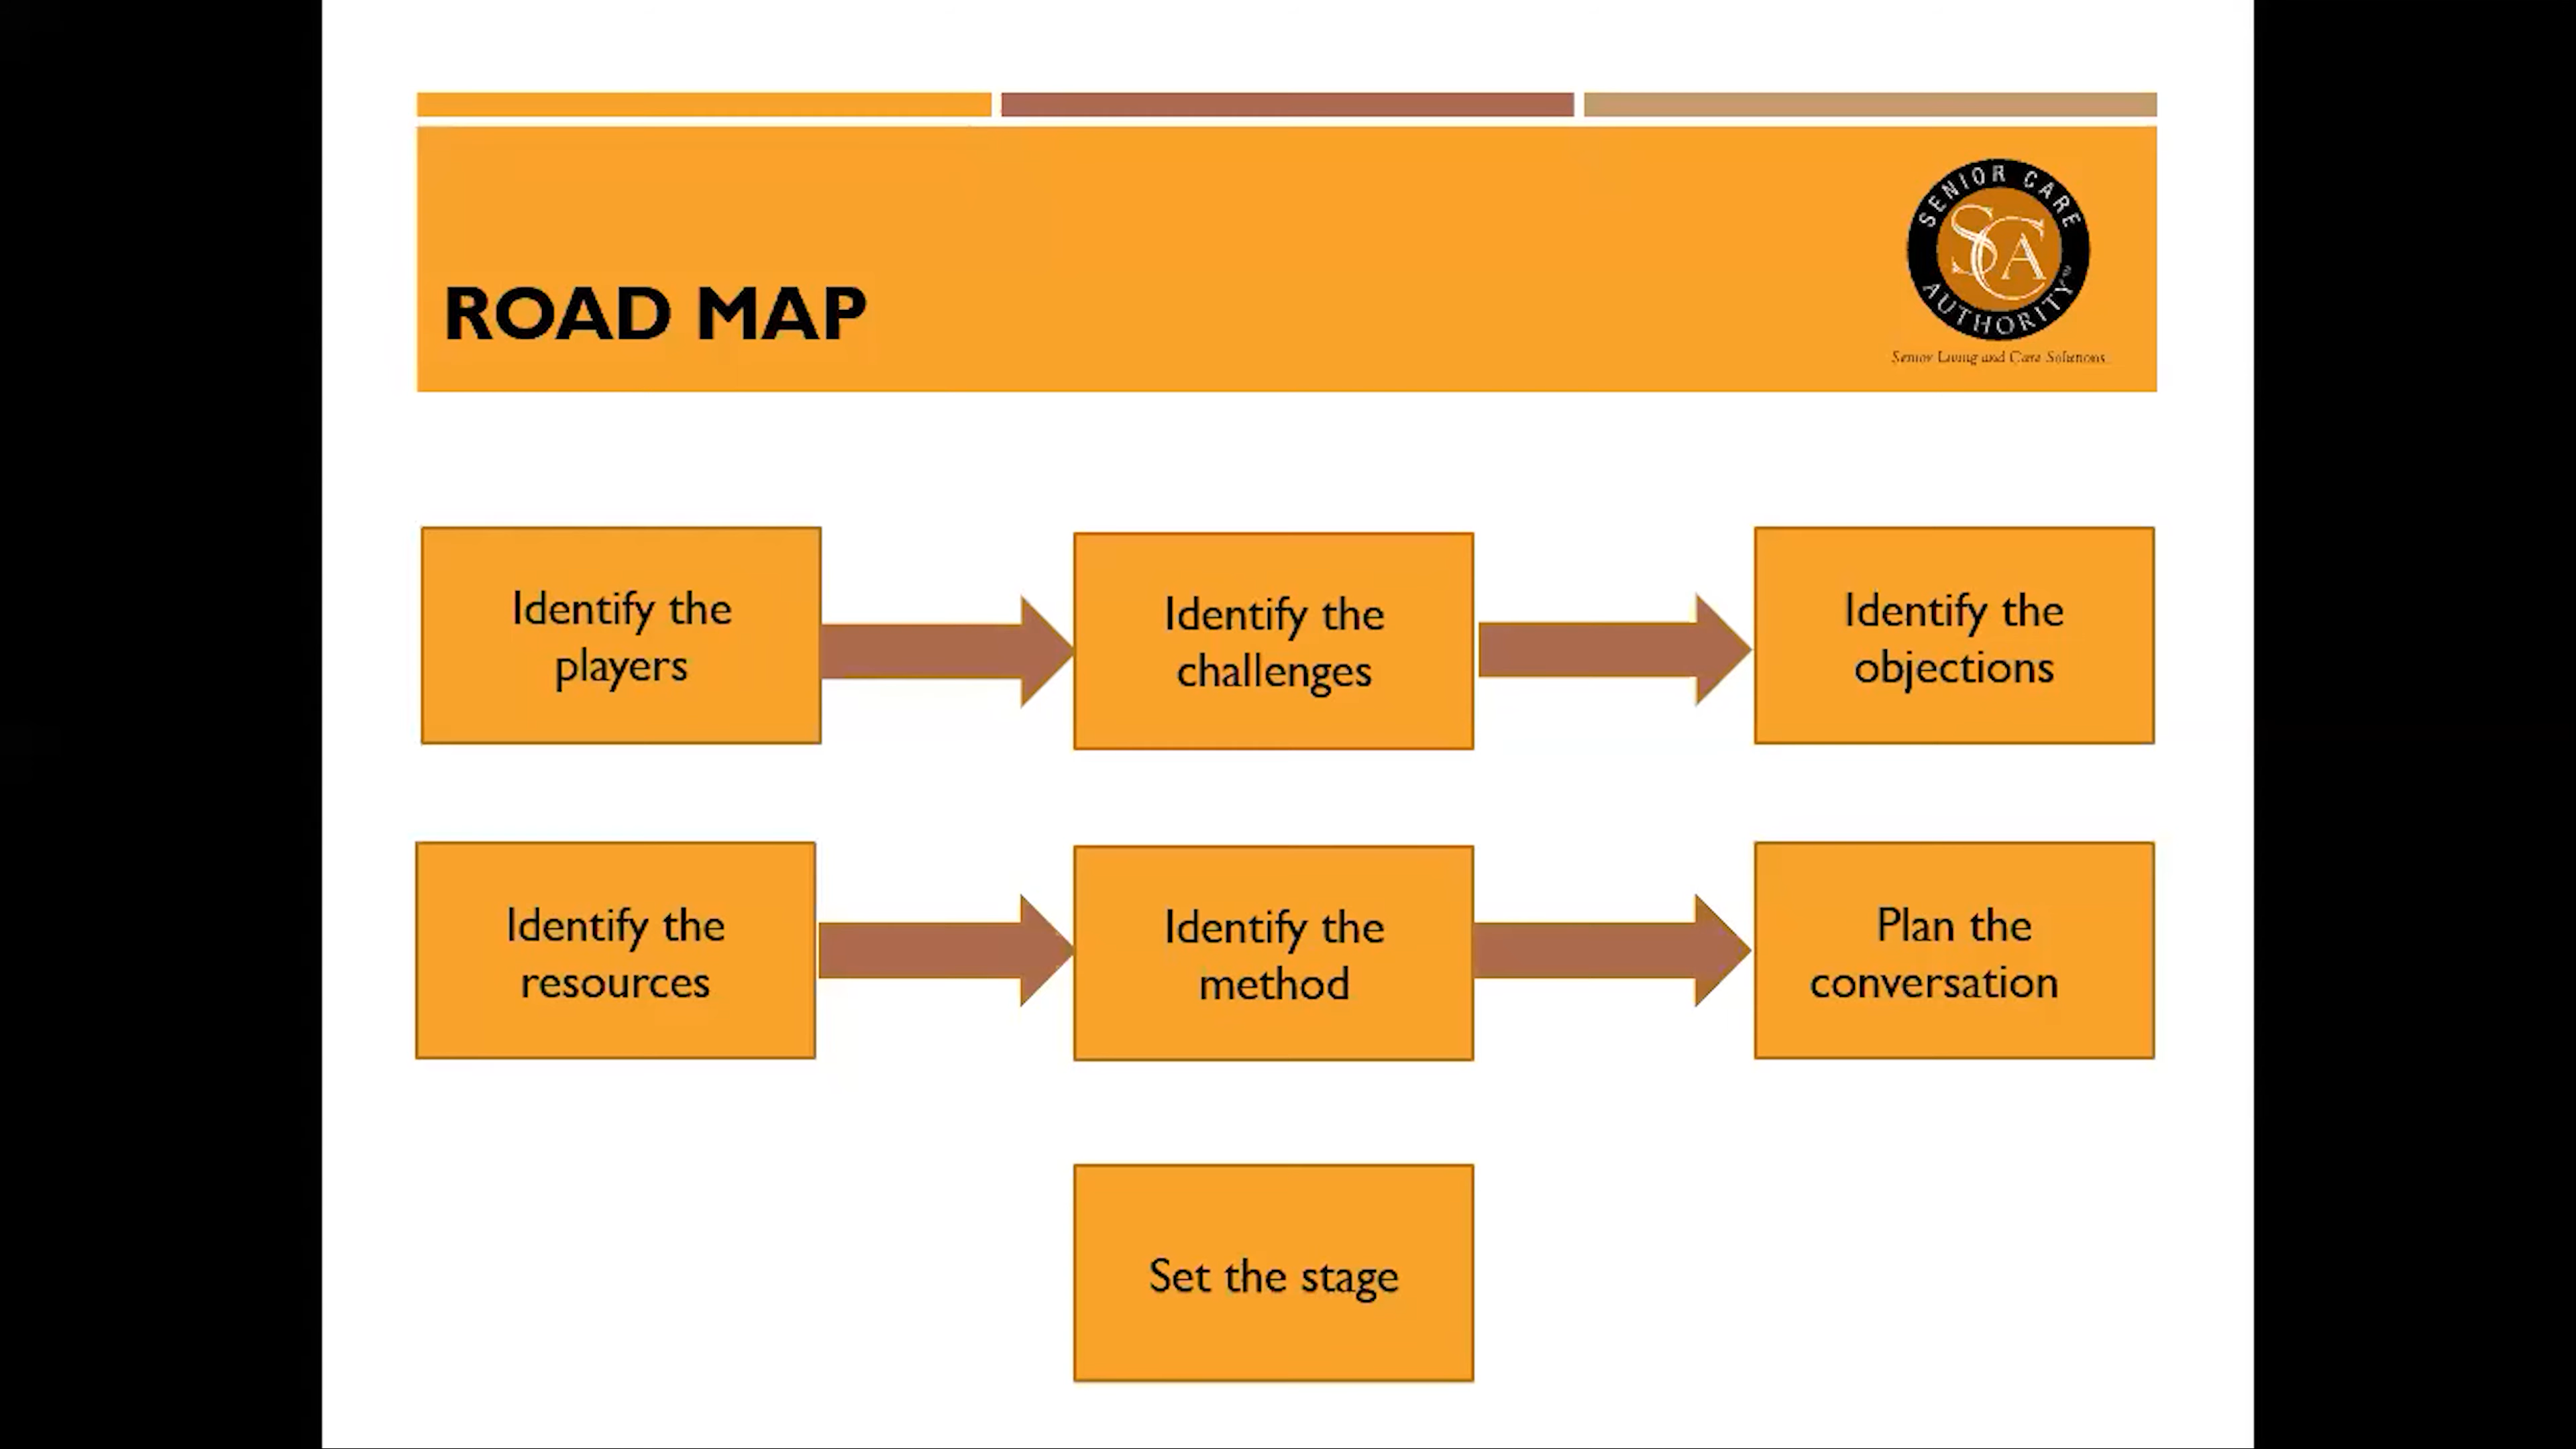 SENIOR CARE
SCA
AUTHORITY®
Senior Living and Care Solutions
ROAD MAP
Identify the
players
Identify the
challenges
Identify the
objections
Identify the
resources
Identify the
method
Plan the
conversation
Set the stage